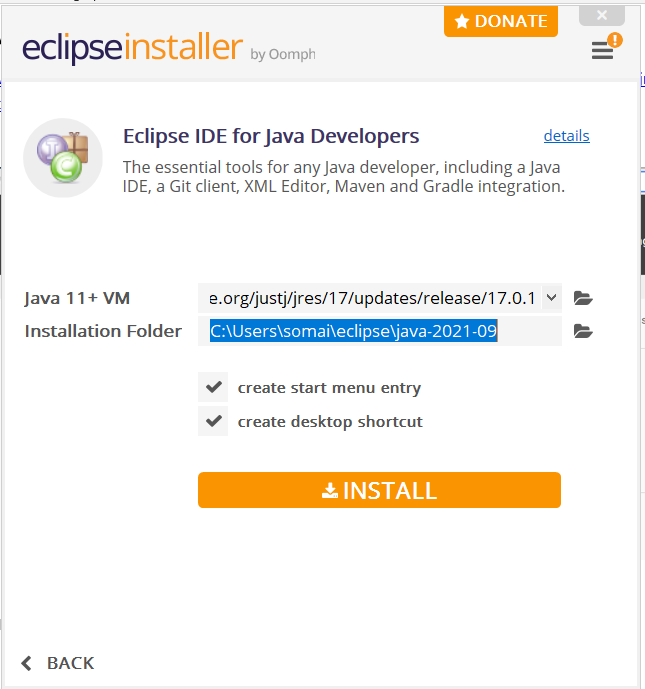 DONATE
eclipseinstaller by Oomph
Eclipse IDE for Java Developers
details
The essential tools for any Java developer, including a Java
IDE, a Git client, XML Editor, Maven and Gradle integration.
Java 11+ VM
e.org/justj/jres/17/updates/release/17.0.1
Installation Folder
C:\Users\somai\eclipse\java-2021-09
create start menu entry
create desktop shortcut
INSTALL
BACK